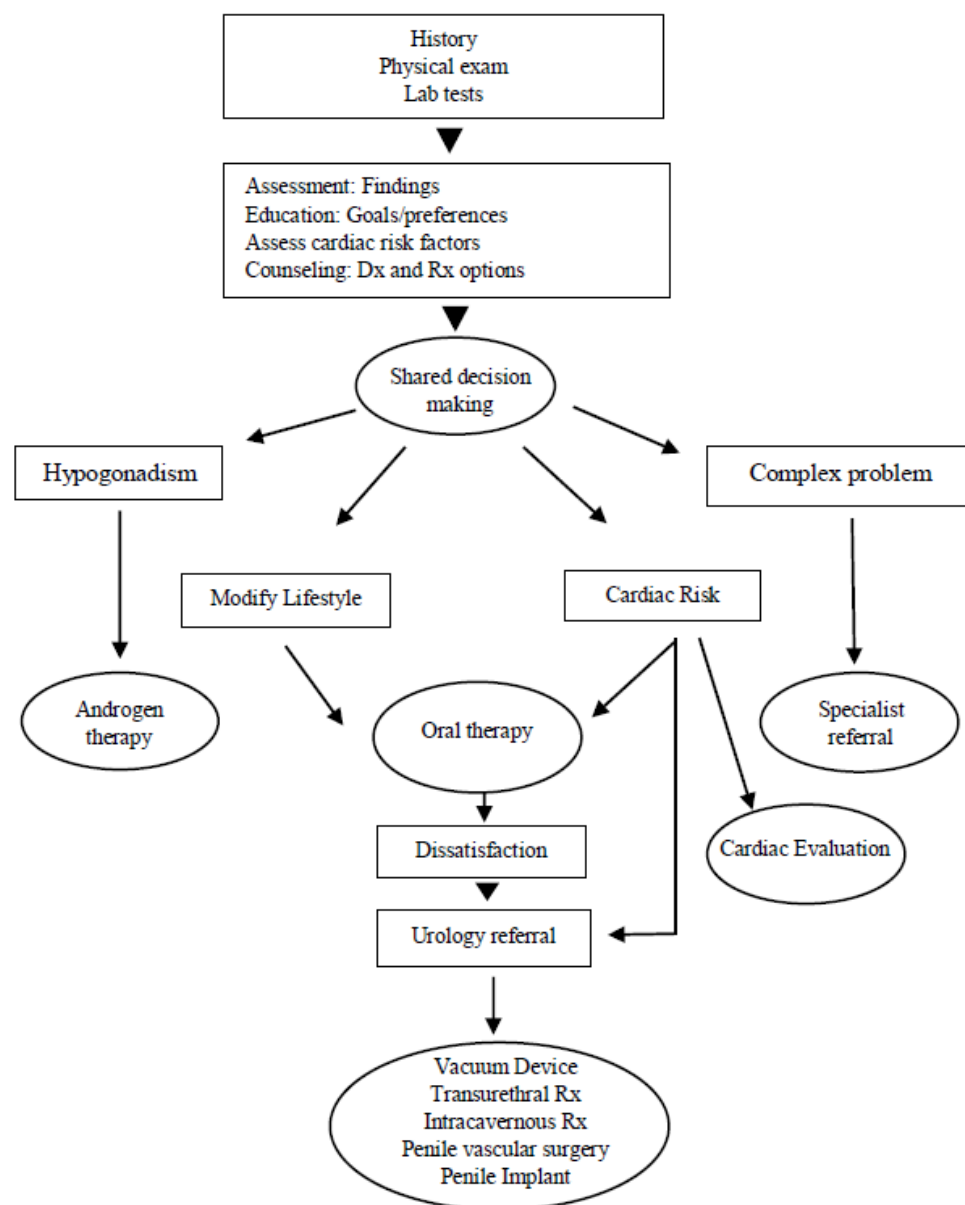 History
Physical exam
Lab tests
Assessment: Findings
Education: Goals/preferences
Assess cardiac risk factors
Counseling: Dx and Rx options
Shared decision
making
Hypogonadism
Complex problem
Modify Lifestyle
Cardiac Risk
Androgen
therapy
Oral therapy
Specialist
referral
Dissatisfaction
Cardiac Evaluation
Urology referral
Vacuum Device
Transurethral Rx
Intracavernous Rx
Penile vascular surgery
Penile Implant